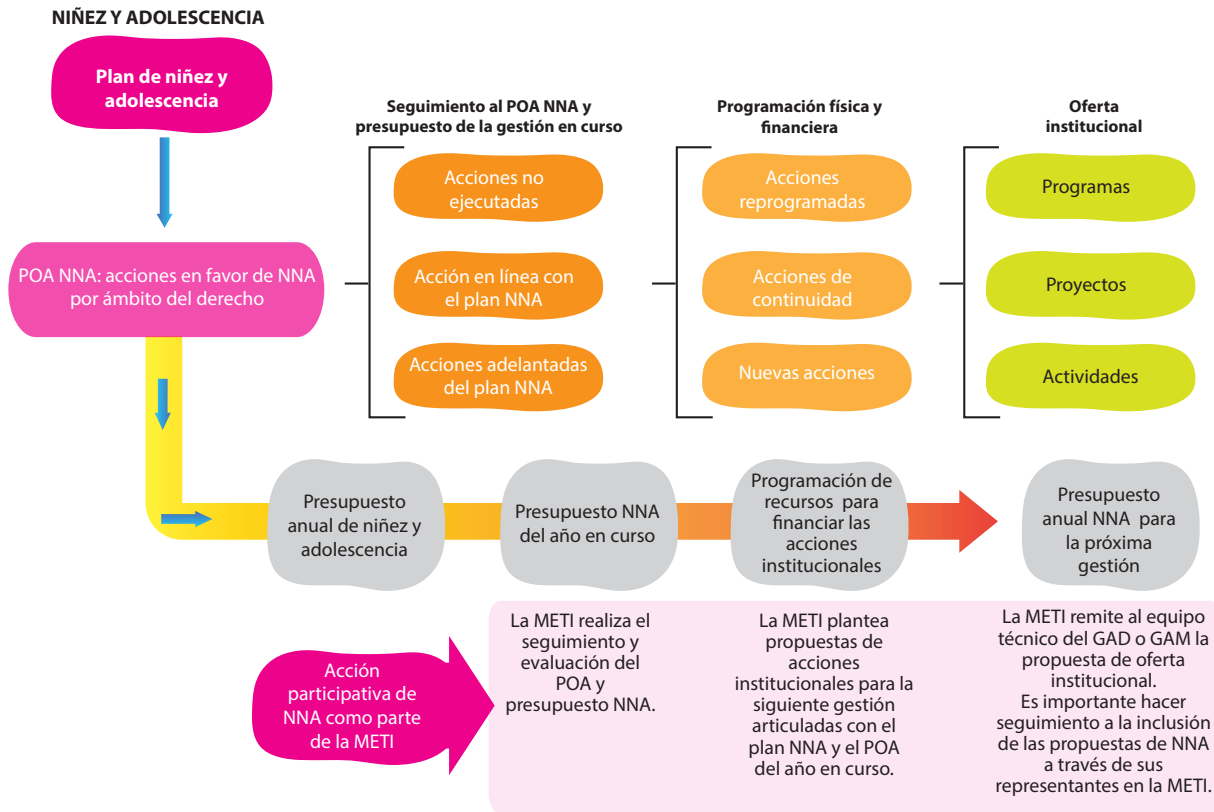 NIÑEZ Y ADOLESCENCIA
Plan de niñez y
adolescencia
POA NNA: acciones en favor de NNA
por ámbito del derecho
Seguimiento al POA NNA y
presupuesto de la gestión en curso
Acciones no
ejecutadas
Acción en línea con
el plan NNA
Acciones adelantadas
del plan NNA
Programación física y
financiera
Acciones
reprogramadas
Acciones de
continuidad
Nuevas acciones
Oferta
institucional
Programas
Proyectos
Actividades
Presupuesto
anual de niñez y
adolescencia
Presupuesto NNA
del año en curso
Programación de
recursos para
financiar las
acciones
institucionales
Presupuesto
anual NNA para
la próxima
gestión
Acción
participativa de
NNA como parte
de la METI
La METI realiza el
seguimiento y
evaluación del
POA y
presupuesto NNA.
La METI plantea
propuestas de
acciones
institucionales para la
siguiente gestión
articuladas con el
plan NNA y el POA
del año en curso.
La METI remite al equipo
técnico del GAD o GAM la
propuesta de oferta
institucional.
Es importante hacer
seguimiento a la inclusión
de las propuestas de NNA
a través de sus
representantes en la METI.